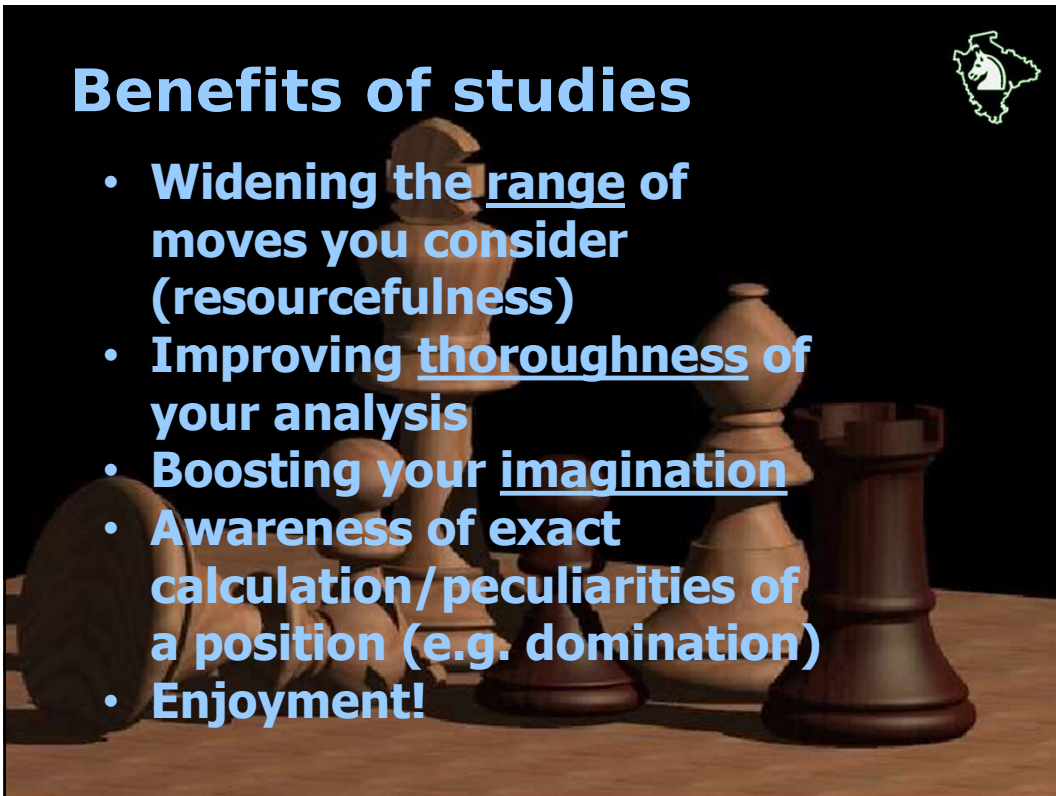 Benefits of studies
• Widening the range of
moves you consider
(resourcefulness)
• Improving thoroughness of
your analysis
• Boosting your imagination
• Awareness of exact
calculation/peculiarities of
a position (e.g. domination)
• Enjoyment!